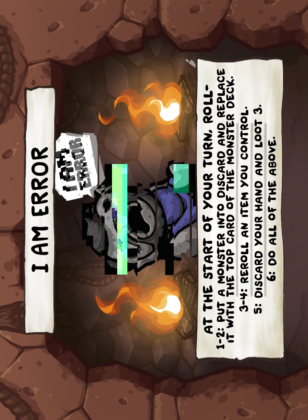 I AM ERROR
I AM
ERROR.
AT THE START OF YOUR TURN, ROLL-
1-2: PUT A MONSTER INTO DISCARD AND REPLACE
IT WITH THE TOP CARD OF THE MONSTER DECK.
3-4: REROLL AN ITEM YOU CONTROL.
5: DISCARD YOUR HAND AND LOOT 3.
6: DO ALL OF THE ABOVE.